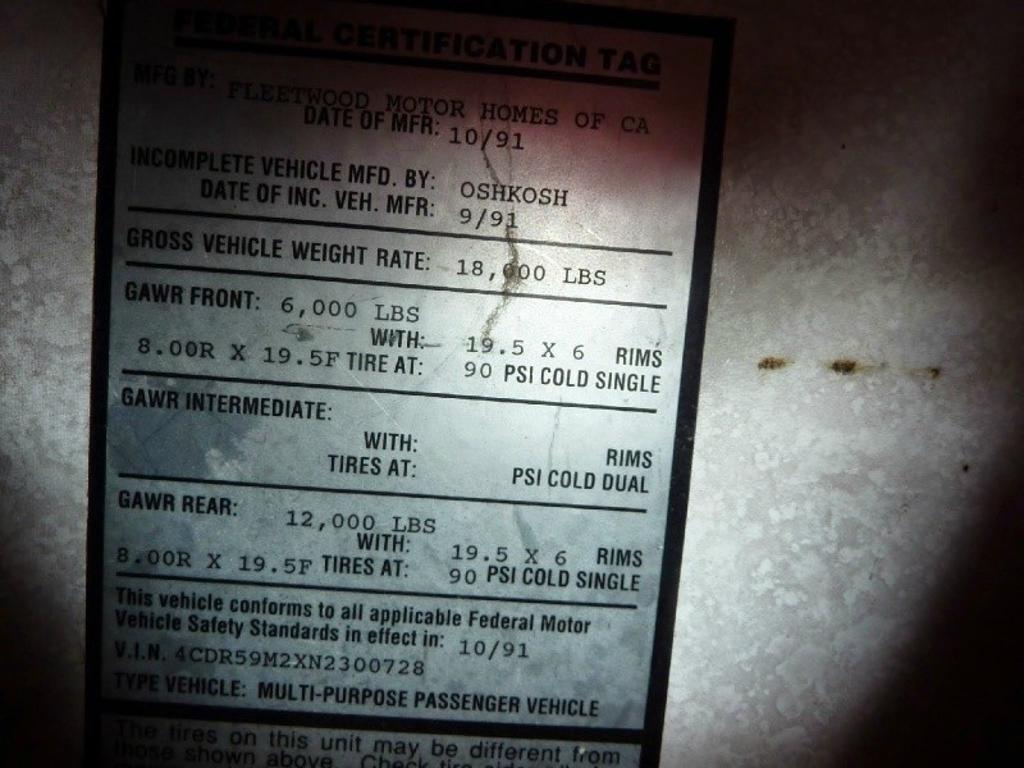 FEDERAL CERTIFICATION TAG
MFG BY: FLEETWOOD MOTOR HOMES OF CA
DATE OF MFR: 10/91
INCOMPLETE VEHICLE MFD. BY: OSHKOSH
DATE OF INC. VEH. MFR: 9/91
GROSS VEHICLE WEIGHT RATE: 18,000 LBS
GAWR FRONT: 6,000 LBS
WITH: 19.5 X 6 RIMS
8.00R X 19.5F TIRE AT: 90 PSI COLD SINGLE
GAWR INTERMEDIATE:
WITH: RIMS
TIRES AT: PSI COLD DUAL
GAWR REAR: 12,000 LBS
WITH: 19.5 X 6 RIMS
8.00R X 19.5F TIRES AT: 90 PSI COLD SINGLE
This vehicle conforms to all applicable Federal Motor
Vehicle Safety Standards in effect in: 10/91
V.I.N. 4CDR59M2XN2300728
TYPE VEHICLE: MULTI-PURPOSE PASSENGER VEHICLE
The tires on this unit may be different from
those shown above. Check tire